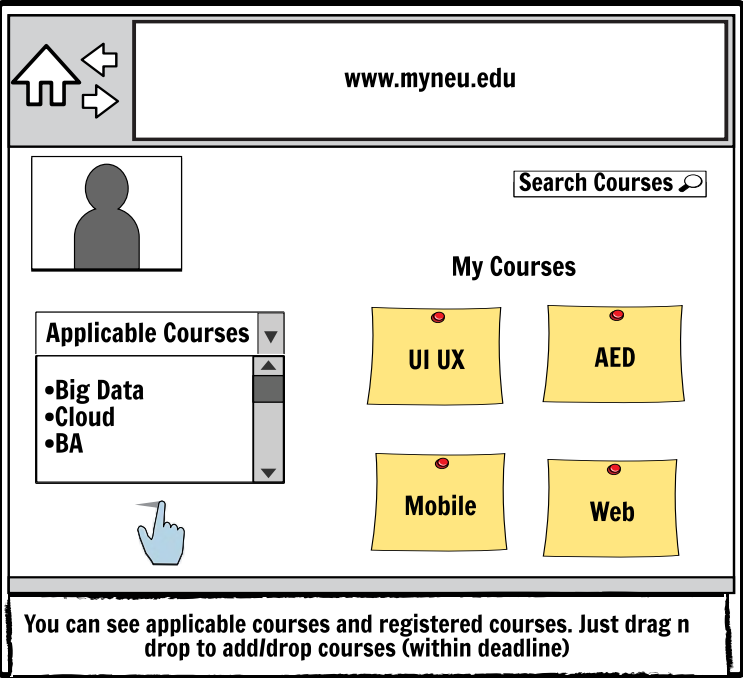 www.myneu.edu
Search Courses
My Courses
Applicable Courses
•Big Data
•Cloud
•BA
UI UX
AED
Mobile
Web
You can see applicable courses and registered courses. Just drag n
drop to add/drop courses (within deadline)